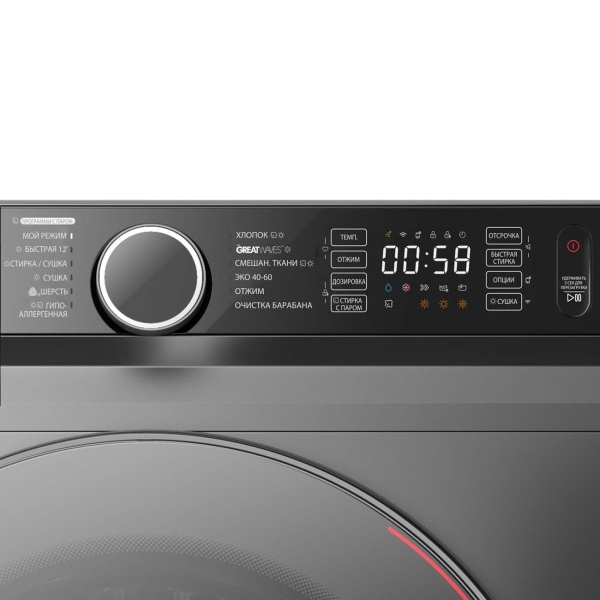 ПРОГРАММЫ С ПАРОМ
МОЙ РЕЖИМ
БЫСТРАЯ 12'
СТИРКА / СУШКА
СУШКА
ШЕРСТЬ
ГИПО-
АЛЛЕРГЕННАЯ
ХЛОПОК
GREATWAVES
СМЕШАН. ТКАНИ
ЭКО 40-60
ОТЖИМ
ОЧИСТКА БАРАБАНА
ТЕМП.
ОТЖИМ
ДОЗИРОВКА
СТИРКА
С ПАРОМ
00:58
ОТСРОЧКА
БЫСТРАЯ
СТИРКА
ОПЦИИ
СУШКА
УДЕРЖИВАТЬ
3 СЕК ДЛЯ
ПЕРЕЗАГРУЗКИ